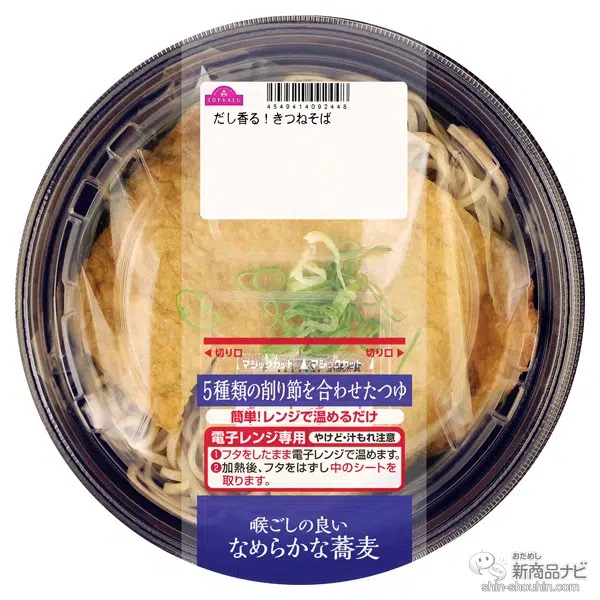 TOPVALU
4549414092448
だし香る！きつねそば
◀切り口 切り口▶
マジックカット マジックカット
5種類の削り節を合わせたつゆ
簡単!レンジで温めるだけ
電子レンジ専用 やけど・汁もれ注意
①フタをしたまま電子レンジで温めます。
②加熱後、フタをはずし中のシートを
取ります。
喉ごしの良い
なめらかな蕎麦
おためし
新商品ナビ
shin-shouhin.com